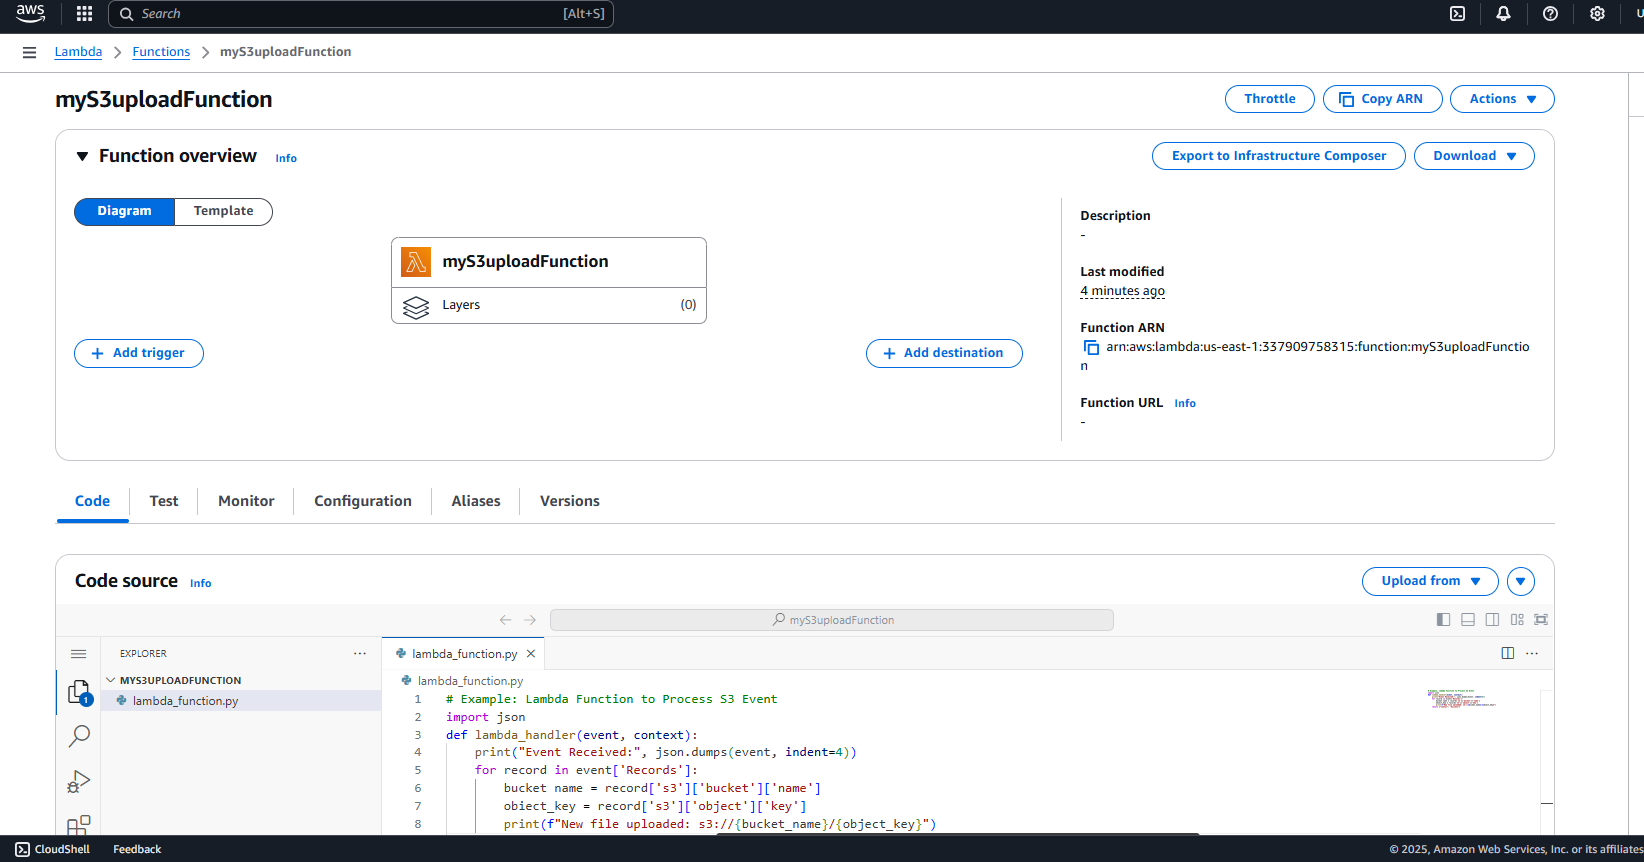 aws
Search [Alt+S]
Lambda > Functions > myS3uploadFunction
myS3uploadFunction
Throttle Copy ARN Actions
Function overview Info
Export to Infrastructure Composer Download
Diagram Template
myS3uploadFunction
Layers (0)
+ Add trigger
+ Add destination
Description
-
Last modified
4 minutes ago
Function ARN
arn:aws:lambda:us-east-1:337909758315:function:myS3uploadFunctio
n
Function URL Info
-
Code Test Monitor Configuration Aliases Versions
Code source Info
Upload from
myS3uploadFunction
EXPLORER ...
MYS3UPLOADFUNCTION
lambda_function.py
1
lambda_function.py
lambda_function.py
1 # Example: Lambda Function to Process S3 Event
2 import json
3 def lambda_handler(event, context):
4 print("Event Received:", json.dumps(event, indent=4))
5 for record in event['Records']:
6 bucket name = record['s3']['bucket']['name']
7 obiect_key = record['s3']['object']['key']
8 print(f"New file uploaded: s3://{bucket_name}/{object_key}")
CloudShell Feedback
© 2025, Amazon Web Services, Inc. or its affiliates